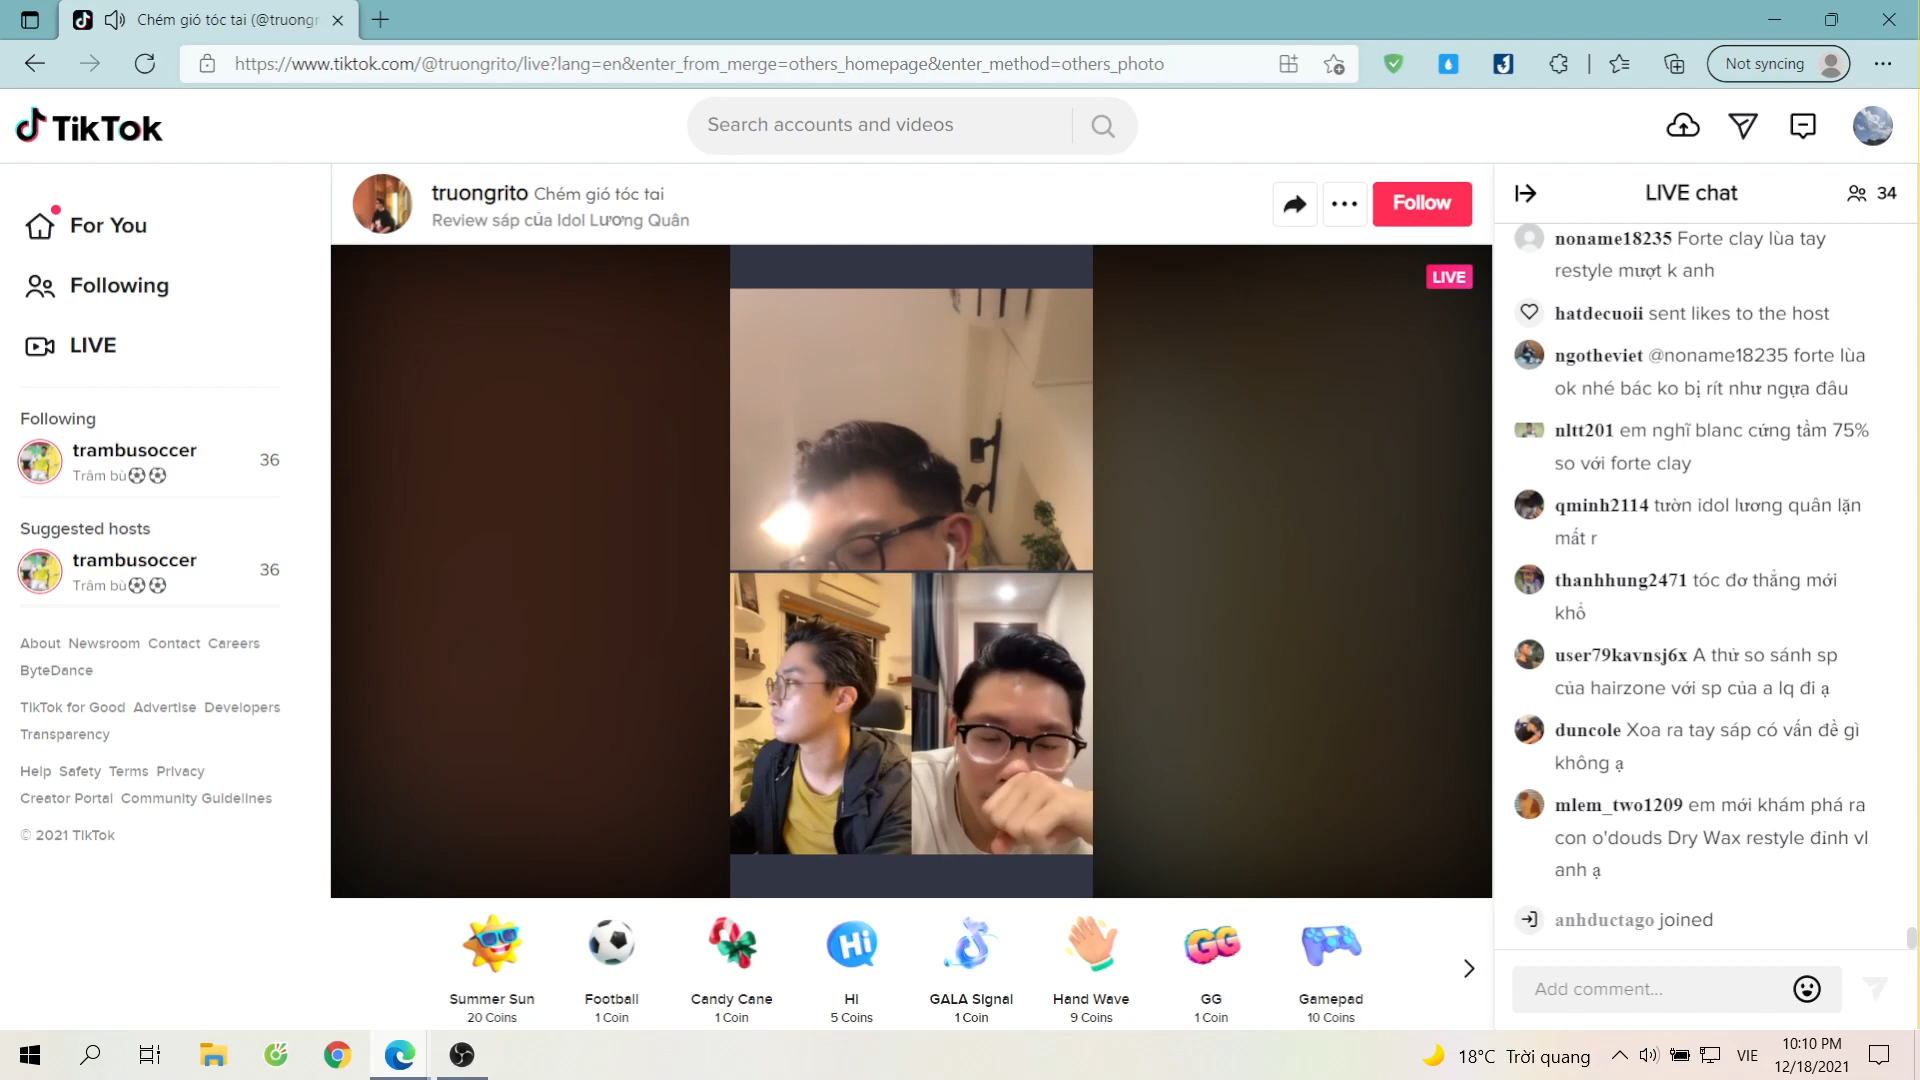 Chém gió tóc tai (@truongr
https://www.tiktok.com/@truongrito/live?lang=en&enter_from_merge=others_homepage&enter_method=others_photo
Not syncing
TikTok
Search accounts and videos
For You
Following
LIVE
Following
trambusoccer
Trâm bù⚽⚽
36
Suggested hosts
trambusoccer
Trâm bù⚽⚽
36
About Newsroom Contact Careers
ByteDance
TikTok for Good Advertise Developers
Transparency
Help Safety Terms Privacy
Creator Portal Community Guidelines
© 2021 TikTok
truongrito Chém gió tóc tai
Review sáp của Idol Lương Quân
Follow
LIVE
Summer Sun
20 Coins
Football
1 Coin
Candy Cane
1 Coin
Hi
Hi
5 Coins
GALA Signal
1 Coin
Hand Wave
9 Coins
GG
GG
1 Coin
Gamepad
10 Coins
LIVE chat
34
noname18235 Forte clay lùa tay
restyle mượt k anh
hatdecuoii sent likes to the host
ngotheviet @noname18235 forte lùa
ok nhé bác ko bị rít như ngựa đâu
nltt201 em nghĩ blanc cứng tầm 75%
so với forte clay
qminh2114 tườn idol lương quân lặn
mất r
thanhhung2471 tóc đơ thẳng mới
khổ
user79kavnsj6x A thử so sánh sp
của hairzone với sp của a lq đi ạ
duncole Xoa ra tay sáp có vấn đề gì
không ạ
mlem_two1209 em mới khám phá ra
con o'douds Dry Wax restyle đỉnh vl
anh ạ
anhductago joined
Add comment...
18°C Trời quang
VIE
10:10 PM
12/18/2021